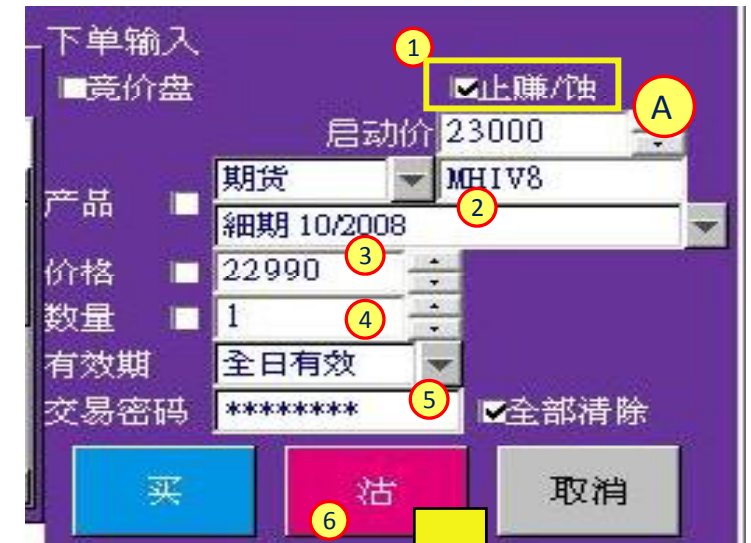 下单输入
1
竞价盘
止赚/蚀
A
启动价 23000
产品 期货 MHIV8
2
細期 10/2008
3
价格 22990
数量 1
4
有效期 全日有效
5
交易密码 ******** 全部清除
买 沽 取消
6